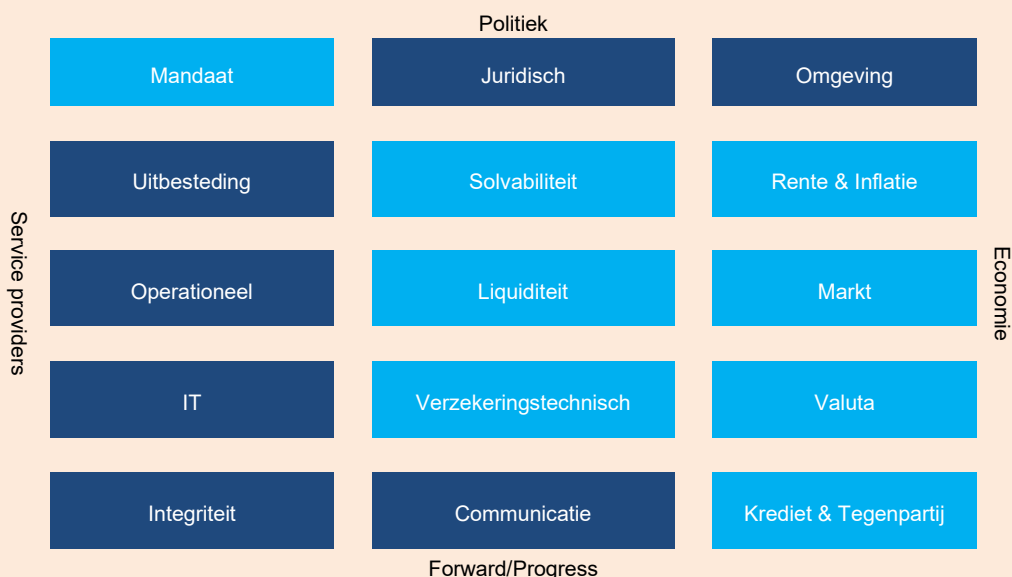 Politiek
Mandaat
Juridisch
Omgeving
Uitbesteding
Solvabiliteit
Rente & Inflatie
Service providers
Operationeel
Liquiditeit
Markt
Economie
IT
Verzekeringstechnisch
Valuta
Integriteit
Communicatie
Krediet & Tegenpartij
Forward/Progress